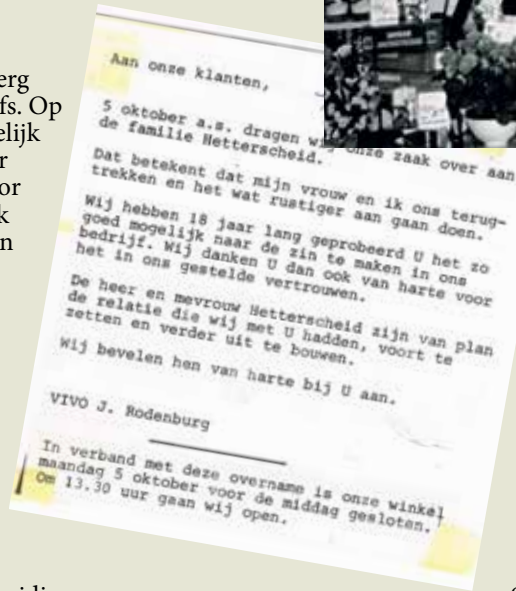 erg
fs. Op
elijk
r
or
k
n
Aan onze klanten,
5 oktober a.s. dragen wij onze zaak over aan
de familie Hetterscheid.
Dat betekent dat mijn vrouw en ik ons terug-
trekken en het wat rustiger aan gaan doen.
Wij hebben 18 jaar lang geprobeerd U het zo
goed mogelijk naar de zin te maken in ons
bedrijf. Wij danken U dan ook van harte voor
het in ons gestelde vertrouwen.
De heer en mevrouw Hetterscheid zijn van plan
de relatie die wij met U hadden, voort te
zetten en verder uit te bouwen.
Wij bevelen hen van harte bij U aan.
VIVO J. Rodenburg
In verband met deze overname is onze winkel
maandag 5 oktober voor de middag gesloten.
Om 13.30 uur gaan wij open.